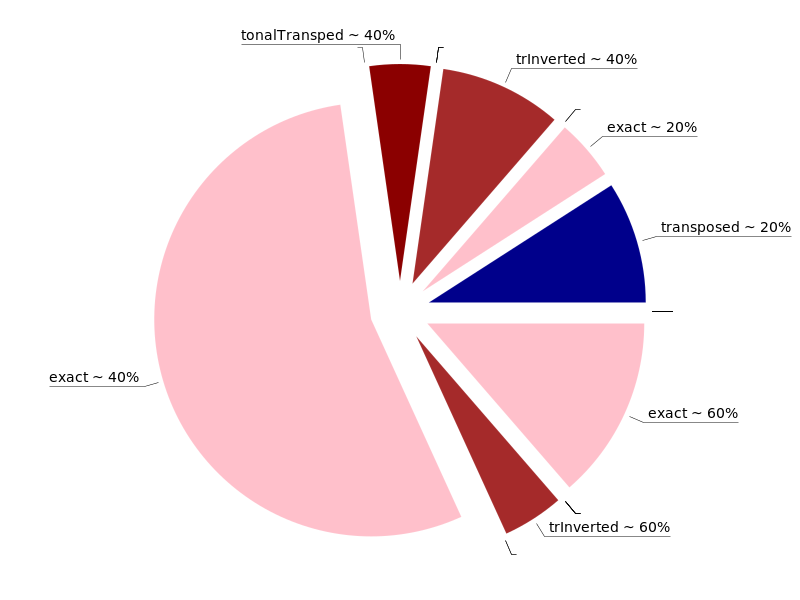 tonalTransped ~ 40%
trInverted ~ 40%
exact ~ 20%
transposed ~ 20%
exact ~ 40%
exact ~ 60%
trInverted ~ 60%